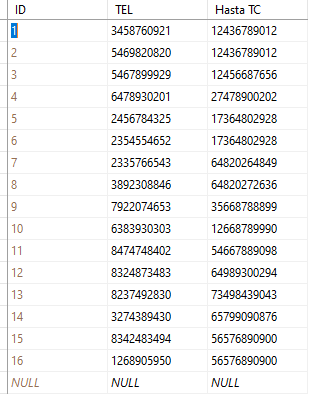 ID TEL Hasta TC
1 3458760921 12436789012
2 5469820820 12436789012
3 5467899929 12456687656
4 6478930201 27478900202
5 2456784325 17364802928
6 2354554652 17364802928
7 2335766543 64820264849
8 3892308846 64820272636
9 7922074653 35668788899
10 6383930303 12668789990
11 8474748402 54667889098
12 8324873483 64989300294
13 8237492830 73498439043
14 3274389430 65799090876
15 8342483494 56576890900
16 1268905950 56576890900
NULL NULL NULL